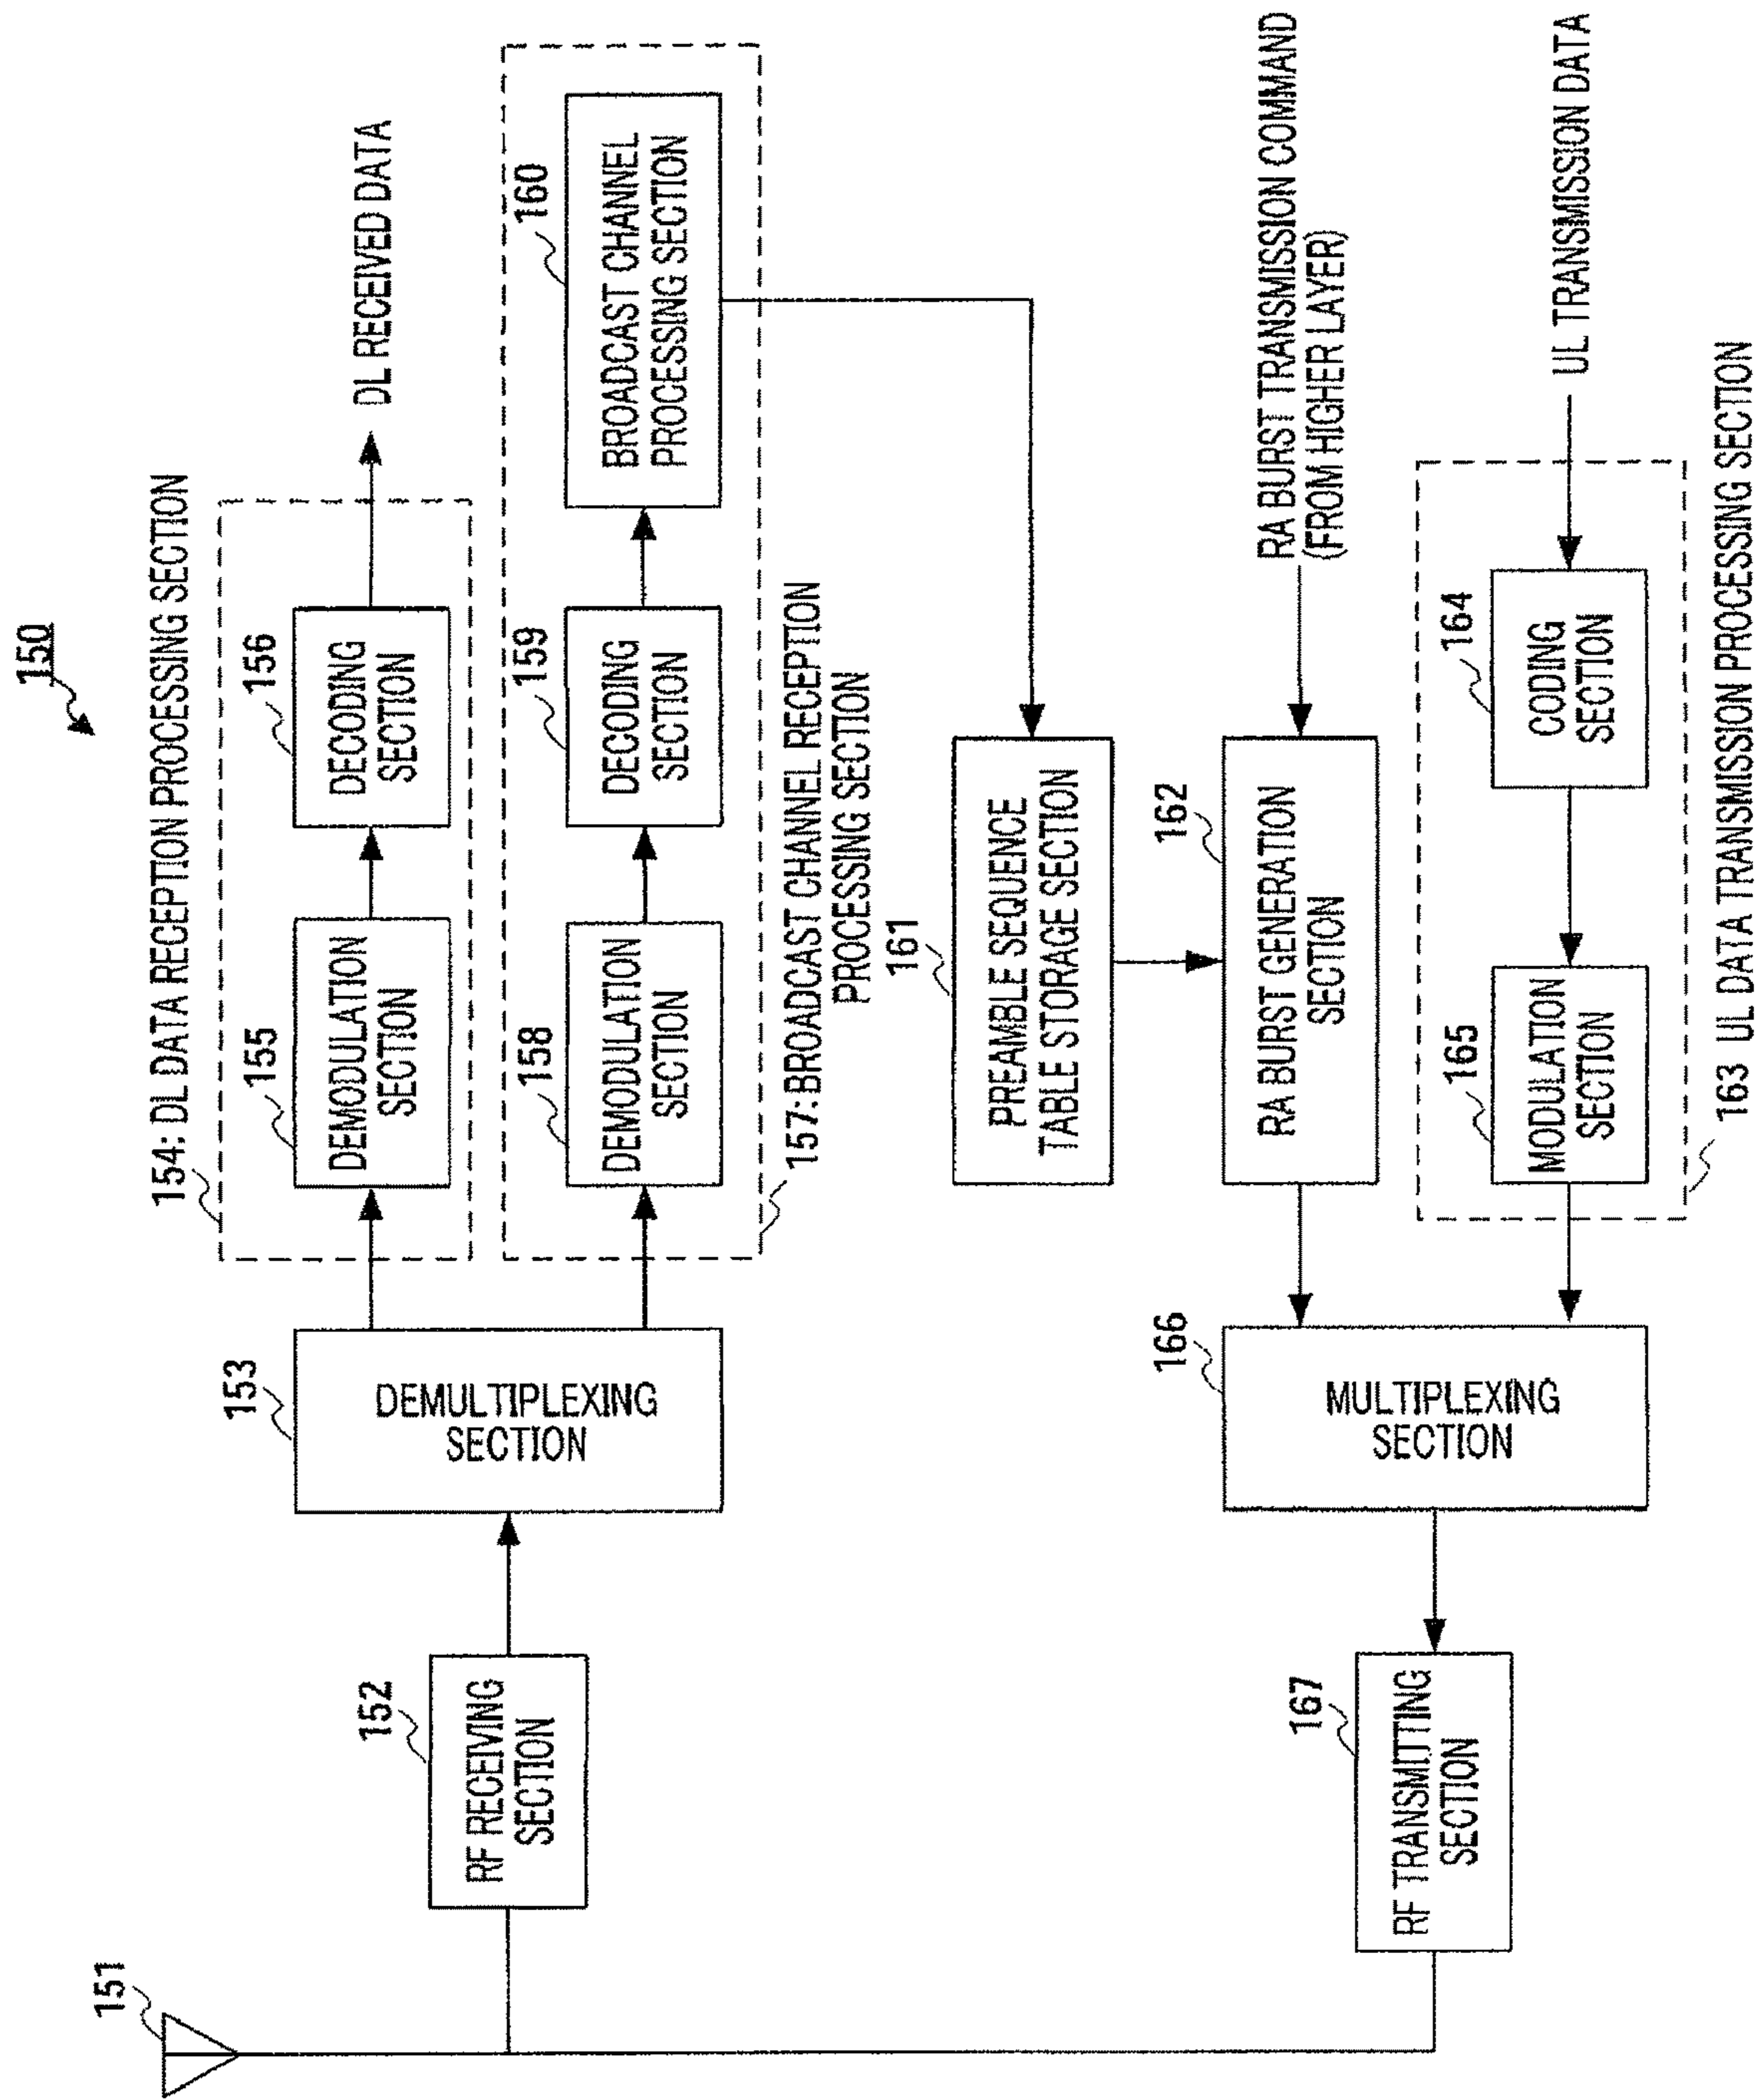 150
154: DL DATA RECEPTION PROCESSING SECTION
151
152
RF RECEIVING
SECTION
153
DEMULTIPLEXING
SECTION
155
DEMODULATION
SECTION
156
DECODING
SECTION
DL RECEIVED DATA
158
DEMODULATION
SECTION
159
DECODING
SECTION
160
BROADCAST CHANNEL
PROCESSING SECTION
157: BROADCAST CHANNEL RECEPTION
PROCESSING SECTION
161
PREAMBLE SEQUENCE
TABLE STORAGE SECTION
162
RA BURST GENERATION
SECTION
RA BURST TRANSMISSION COMMAND
(FROM HIGHER LAYER)
167
RF TRANSMITTING
SECTION
166
MULTIPLEXING
SECTION
165
MODULATION
SECTION
164
CODING
SECTION
UL TRANSMISSION DATA
163 UL DATA TRANSMISSION PROCESSING SECTION